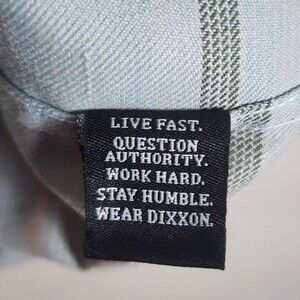 LIVE FAST.
QUESTION
AUTHORITY.
WORK HARD.
STAY HUMBLE.
WEAR DIXXON.